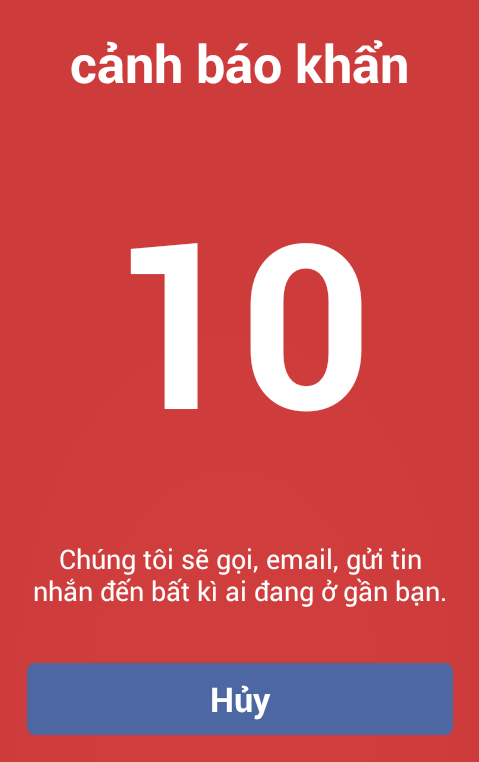 cảnh báo khẩn
10
Chúng tôi sẽ gọi, email, gửi tin
nhắn đến bất kì ai đang ở gần bạn.
Hủy